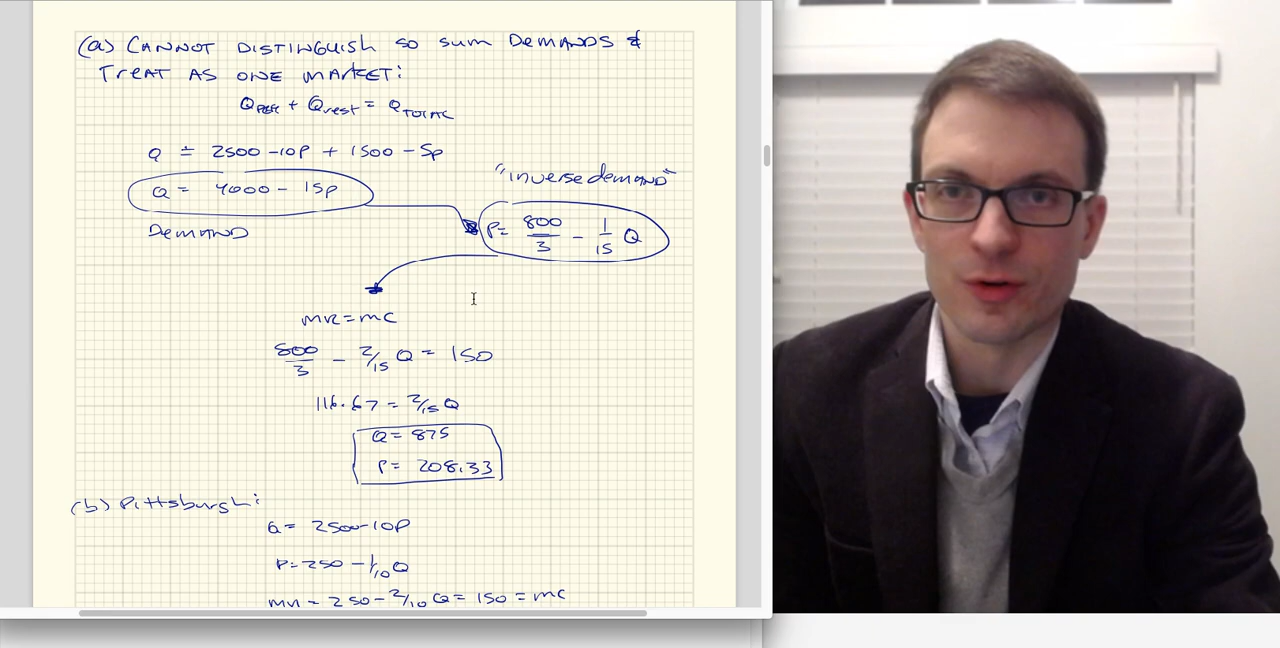 (a) CANNOT DISTINGUISH so sum Demands &
Treat AS ONE MARKET:
Q + Qrest = QTOTAL
Q = 2500 - 10p + 1500 - 5p
Q = 4000 - 15p
Demand
"inverse demand"
P = 800/3 - 1/15 Q
MR = MC
800/3 - 2/15 Q = 150
116.67 = 2/15 Q
Q = 875
P = 208.33
(b) Pittsburgh:
Q = 2500 - 10P
P = 250 - 1/10 Q
MR = 250 - 2/10 Q = 150 = MC